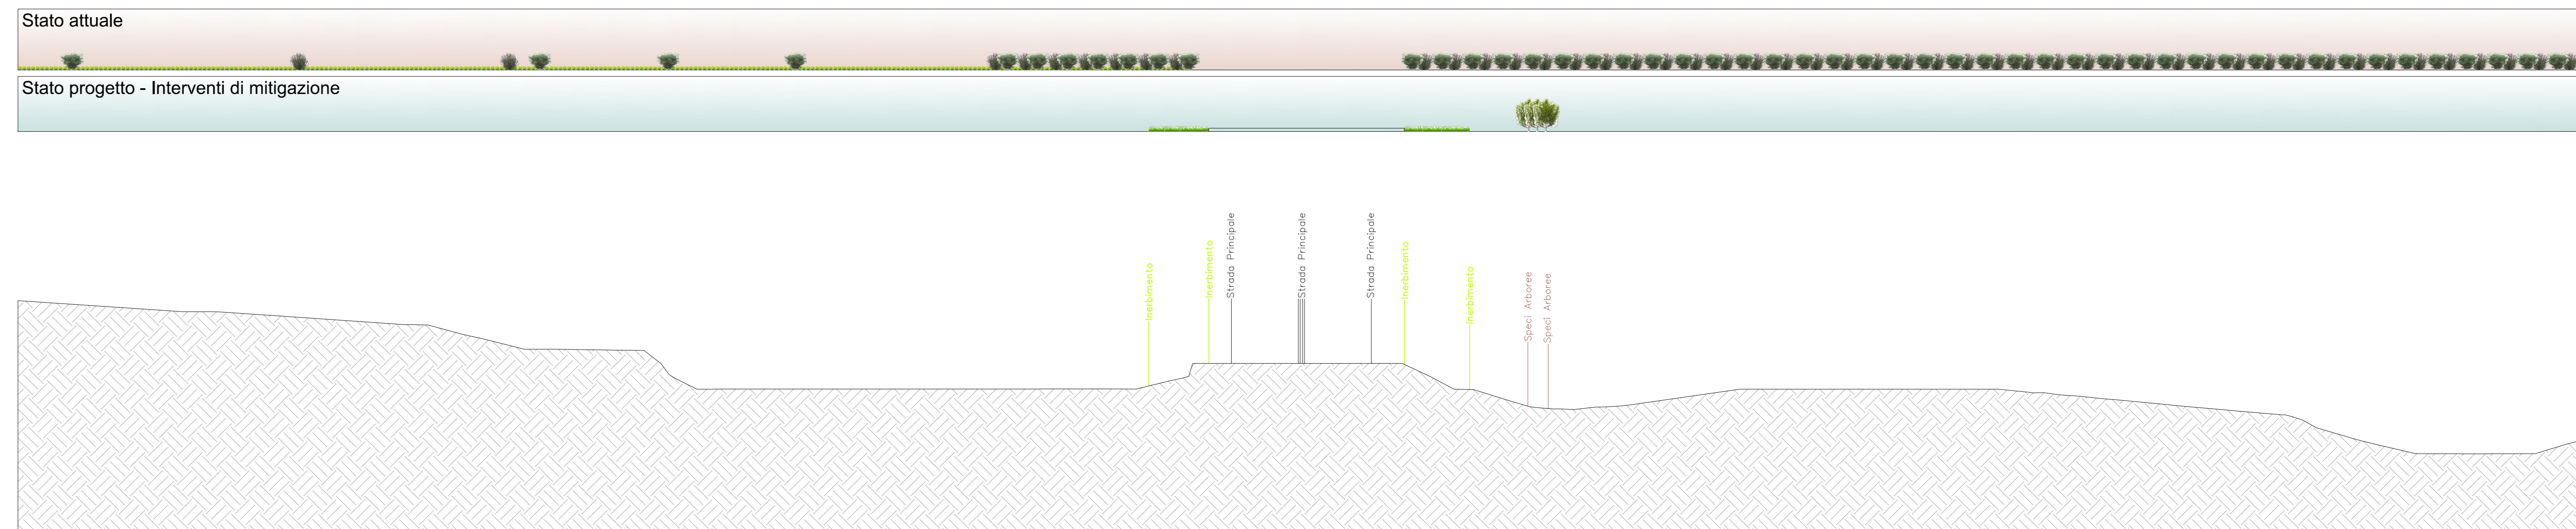 Stato attuale
Stato progetto - Interventi di mitigazione
Inerbimento
Inerbimento
Strada Principale
Strada Principale
Strada Principale
Inerbimento
Inerbimento
Speci Arboree
Speci Arboree